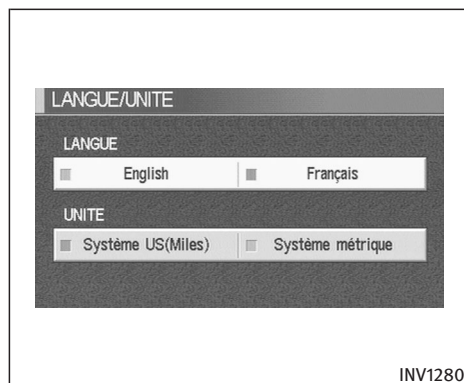 LANGUE/UNITE
LANGUE
English Français
UNITE
Système US(Miles) Système métrique
INV1280